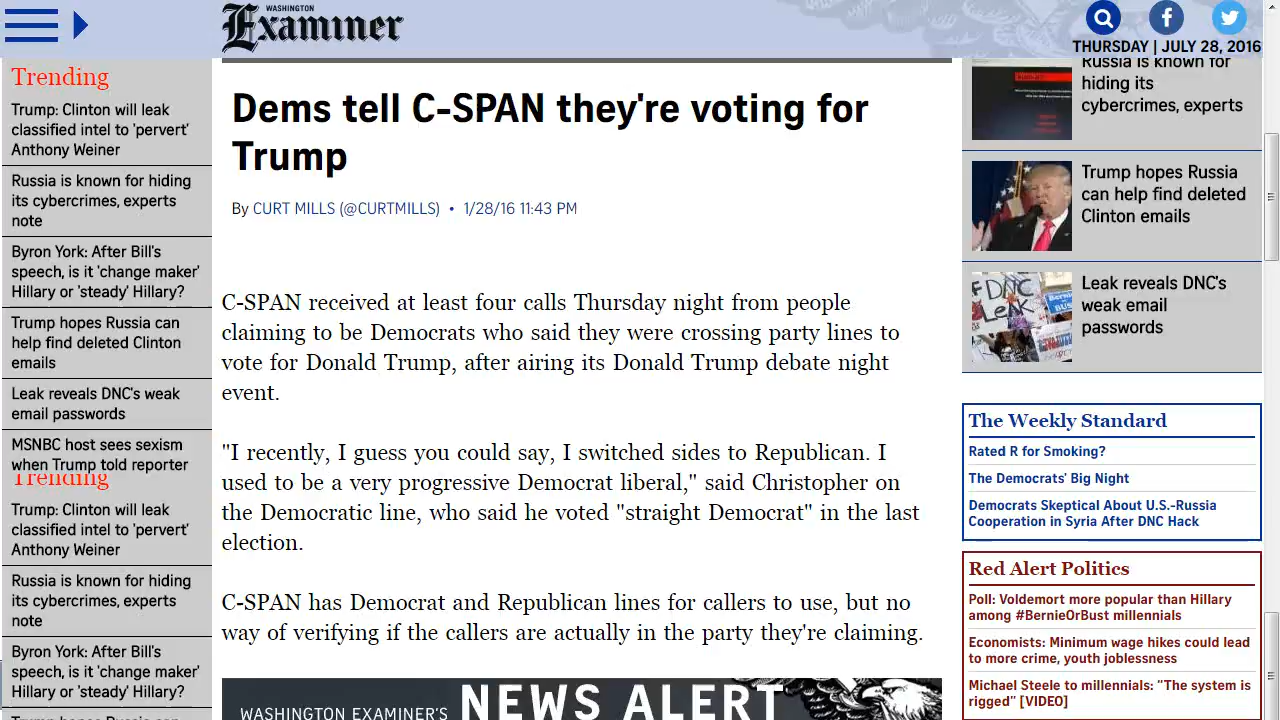 WASHINGTON
Examiner
THURSDAY | JULY 28, 2016
Trending
Trump: Clinton will leak
classified intel to 'pervert'
Anthony Weiner
Russia is known for hiding
its cybercrimes, experts
note
Byron York: After Bill's
speech, is it 'change maker'
Hillary or 'steady' Hillary?
Trump hopes Russia can
help find deleted Clinton
emails
Leak reveals DNC's weak
email passwords
MSNBC host sees sexism
when Trump told reporter
Trending
Trump: Clinton will leak
classified intel to 'pervert'
Anthony Weiner
Russia is known for hiding
its cybercrimes, experts
note
Byron York: After Bill's
speech, is it 'change maker'
Hillary or 'steady' Hillary?
Trump hopes Russia can
Dems tell C-SPAN they're voting for
Trump
By CURT MILLS (@CURTMILLS) • 1/28/16 11:43 PM
C-SPAN received at least four calls Thursday night from people
claiming to be Democrats who said they were crossing party lines to
vote for Donald Trump, after airing its Donald Trump debate night
event.
"I recently, I guess you could say, I switched sides to Republican. I
used to be a very progressive Democrat liberal," said Christopher on
the Democratic line, who said he voted "straight Democrat" in the last
election.
C-SPAN has Democrat and Republican lines for callers to use, but no
way of verifying if the callers are actually in the party they're claiming.
WASHINGTON EXAMINER'S NEWS ALERT
Russia is known for
hiding its
cybercrimes, experts
Trump hopes Russia
can help find deleted
Clinton emails
Leak reveals DNC's
weak email
passwords
The Weekly Standard
Rated R for Smoking?
The Democrats' Big Night
Democrats Skeptical About U.S.-Russia
Cooperation in Syria After DNC Hack
Red Alert Politics
Poll: Voldemort more popular than Hillary
among #BernieOrBust millennials
Economists: Minimum wage hikes could lead
to more crime, youth joblessness
Michael Steele to millennials: “The system is
rigged” [VIDEO]